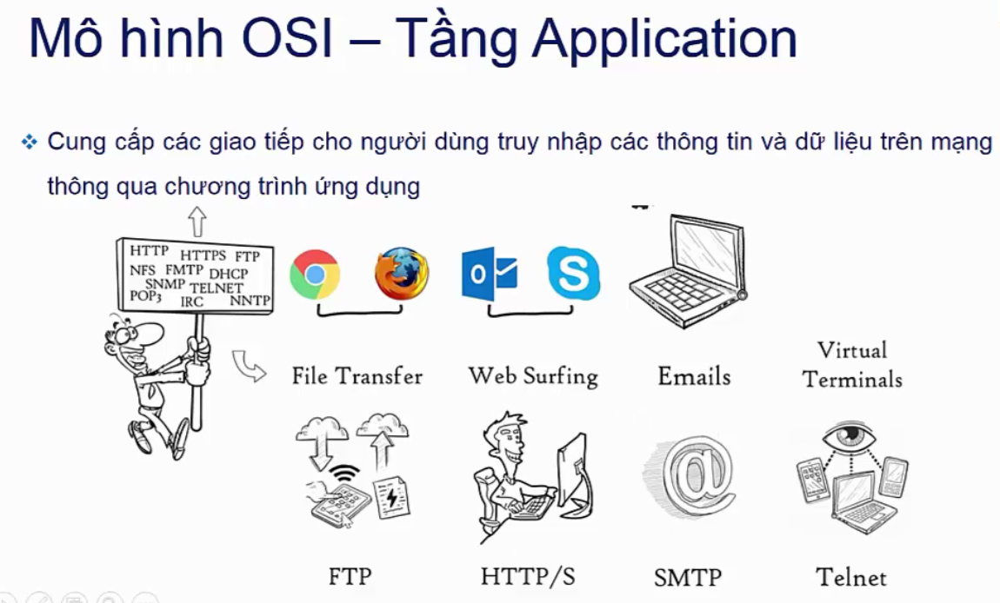 Mô hình OSI – Tầng Application
❖ Cung cấp các giao tiếp cho người dùng truy nhập các thông tin và dữ liệu trên mạng
thông qua chương trình ứng dụng
HTTP HTTPS FTP
NFS FMTP DHCP
SNMP TELNET
POP3 IRC NNTP
File Transfer
Web Surfing
Emails
Virtual
Terminals
FTP
HTTP/S
SMTP
Telnet